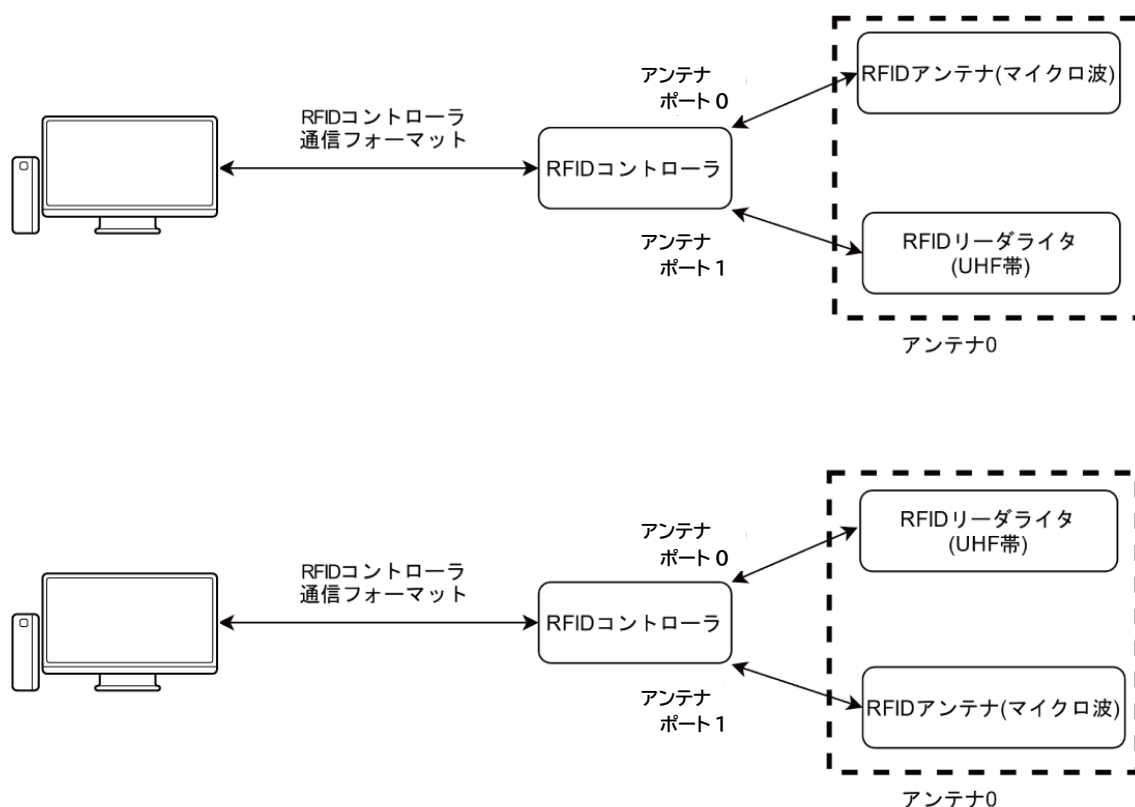 アンテナ
ポート0
RFIDアンテナ(マイクロ波)
RFIDコントローラ
通信フォーマット
RFIDコントローラ
アンテナ
ポート1
RFIDリーダライタ
(UHF帯)
アンテナ0
アンテナ
ポート0
RFIDリーダライタ
(UHF帯)
RFIDコントローラ
通信フォーマット
RFIDコントローラ
アンテナ
ポート1
RFIDアンテナ(マイクロ波)
アンテナ0